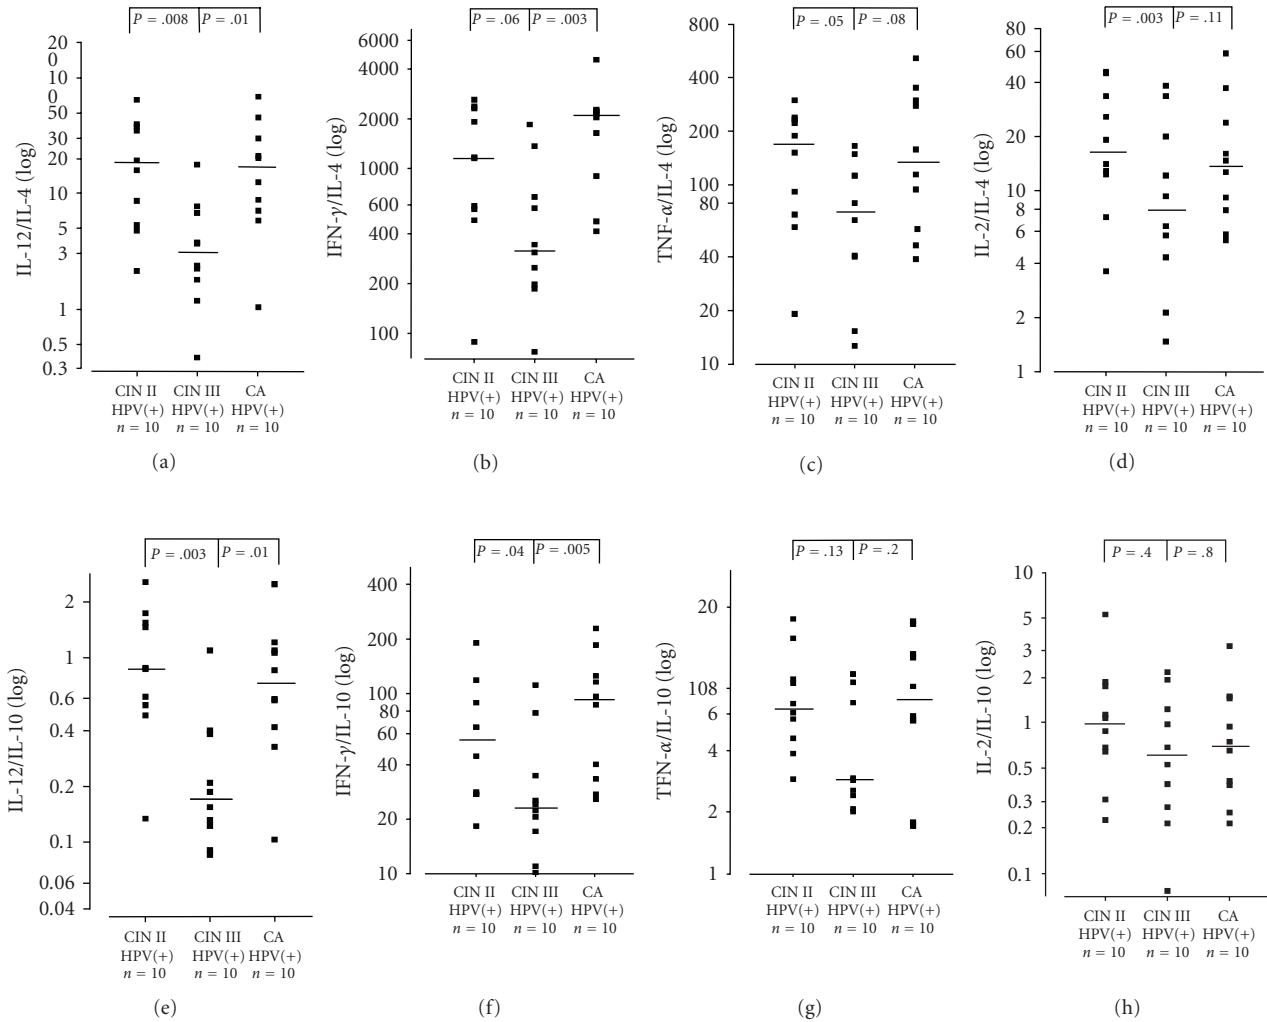 P = .008 P = .01
IL-12/IL-4 (log)
20
0
10
0
50
30
20
10
5
3
1
0.5
0.3
CIN II CIN III CA
HPV(+) HPV(+) HPV(+)
n = 10 n = 10 n = 10
(a)
P = .06 P = .003
IFN-γ/IL-4 (log)
6000
4000
2000
1000
600
400
200
100
CIN II CIN III CA
HPV(+) HPV(+) HPV(+)
n = 10 n = 10 n = 10
(b)
P = .05 P = .08
TNF-α/IL-4 (log)
800
400
200
100
80
40
20
10
CIN II CIN III CA
HPV(+) HPV(+) HPV(+)
n = 10 n = 10 n = 10
(c)
P = .003 P = .11
IL-2/IL-4 (log)
80
60
40
20
10
8
6
4
2
1
CIN II CIN III CA
HPV(+) HPV(+) HPV(+)
n = 10 n = 10 n = 10
(d)
P = .003 P = .01
IL-12/IL-10 (log)
2
1
0.6
0.4
0.2
0.1
0.06
0.04
CIN II CIN III CA
HPV(+) HPV(+) HPV(+)
n = 10 n = 10 n = 10
(e)
P = .04 P = .005
IFN-γ/IL-10 (log)
400
200
100
80
60
40
20
10
CIN II CIN III CA
HPV(+) HPV(+) HPV(+)
n = 10 n = 10 n = 10
(f)
P = .13 P = .2
TFN-α/IL-10 (log)
20
108
6
4
2
1
CIN II CIN III CA
HPV(+) HPV(+) HPV(+)
n = 10 n = 10 n = 10
(g)
P = .4 P = .8
IL-2/IL-10 (log)
10
5
3
2
1
0.5
0.3
0.2
0.1
CIN II CIN III CA
HPV(+) HPV(+) HPV(+)
n = 10 n = 10 n = 10
(h)